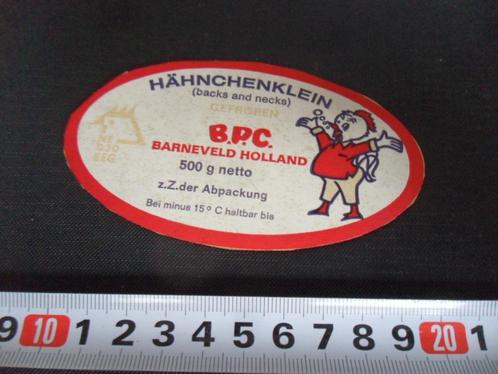 HÄHNCHENKLEIN
(backs and necks)
GEFROREN
B.P.C.
BARNEVELD HOLLAND
500 g netto
z.Z.der Abpackung
Bei minus 15° C haltbar bis
EEG
9 10 1 2 3 4 5 6 7 8 9 20 1